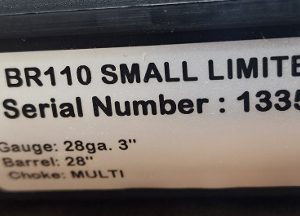 BR110 SMALL LIMITE
Serial Number : 1335
Gauge: 28ga. 3"
Barrel: 28"
Choke: MULTI